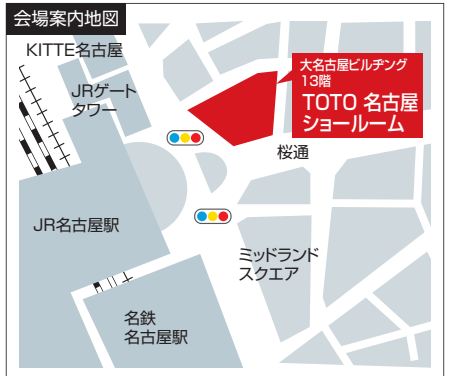 会場案内地図
KITTE名古屋
JRゲート
タワー
大名古屋ビルヂング
13階
TOTO 名古屋
ショールーム
桜通
JR名古屋駅
ミッドランド
スクエア
名鉄
名古屋駅